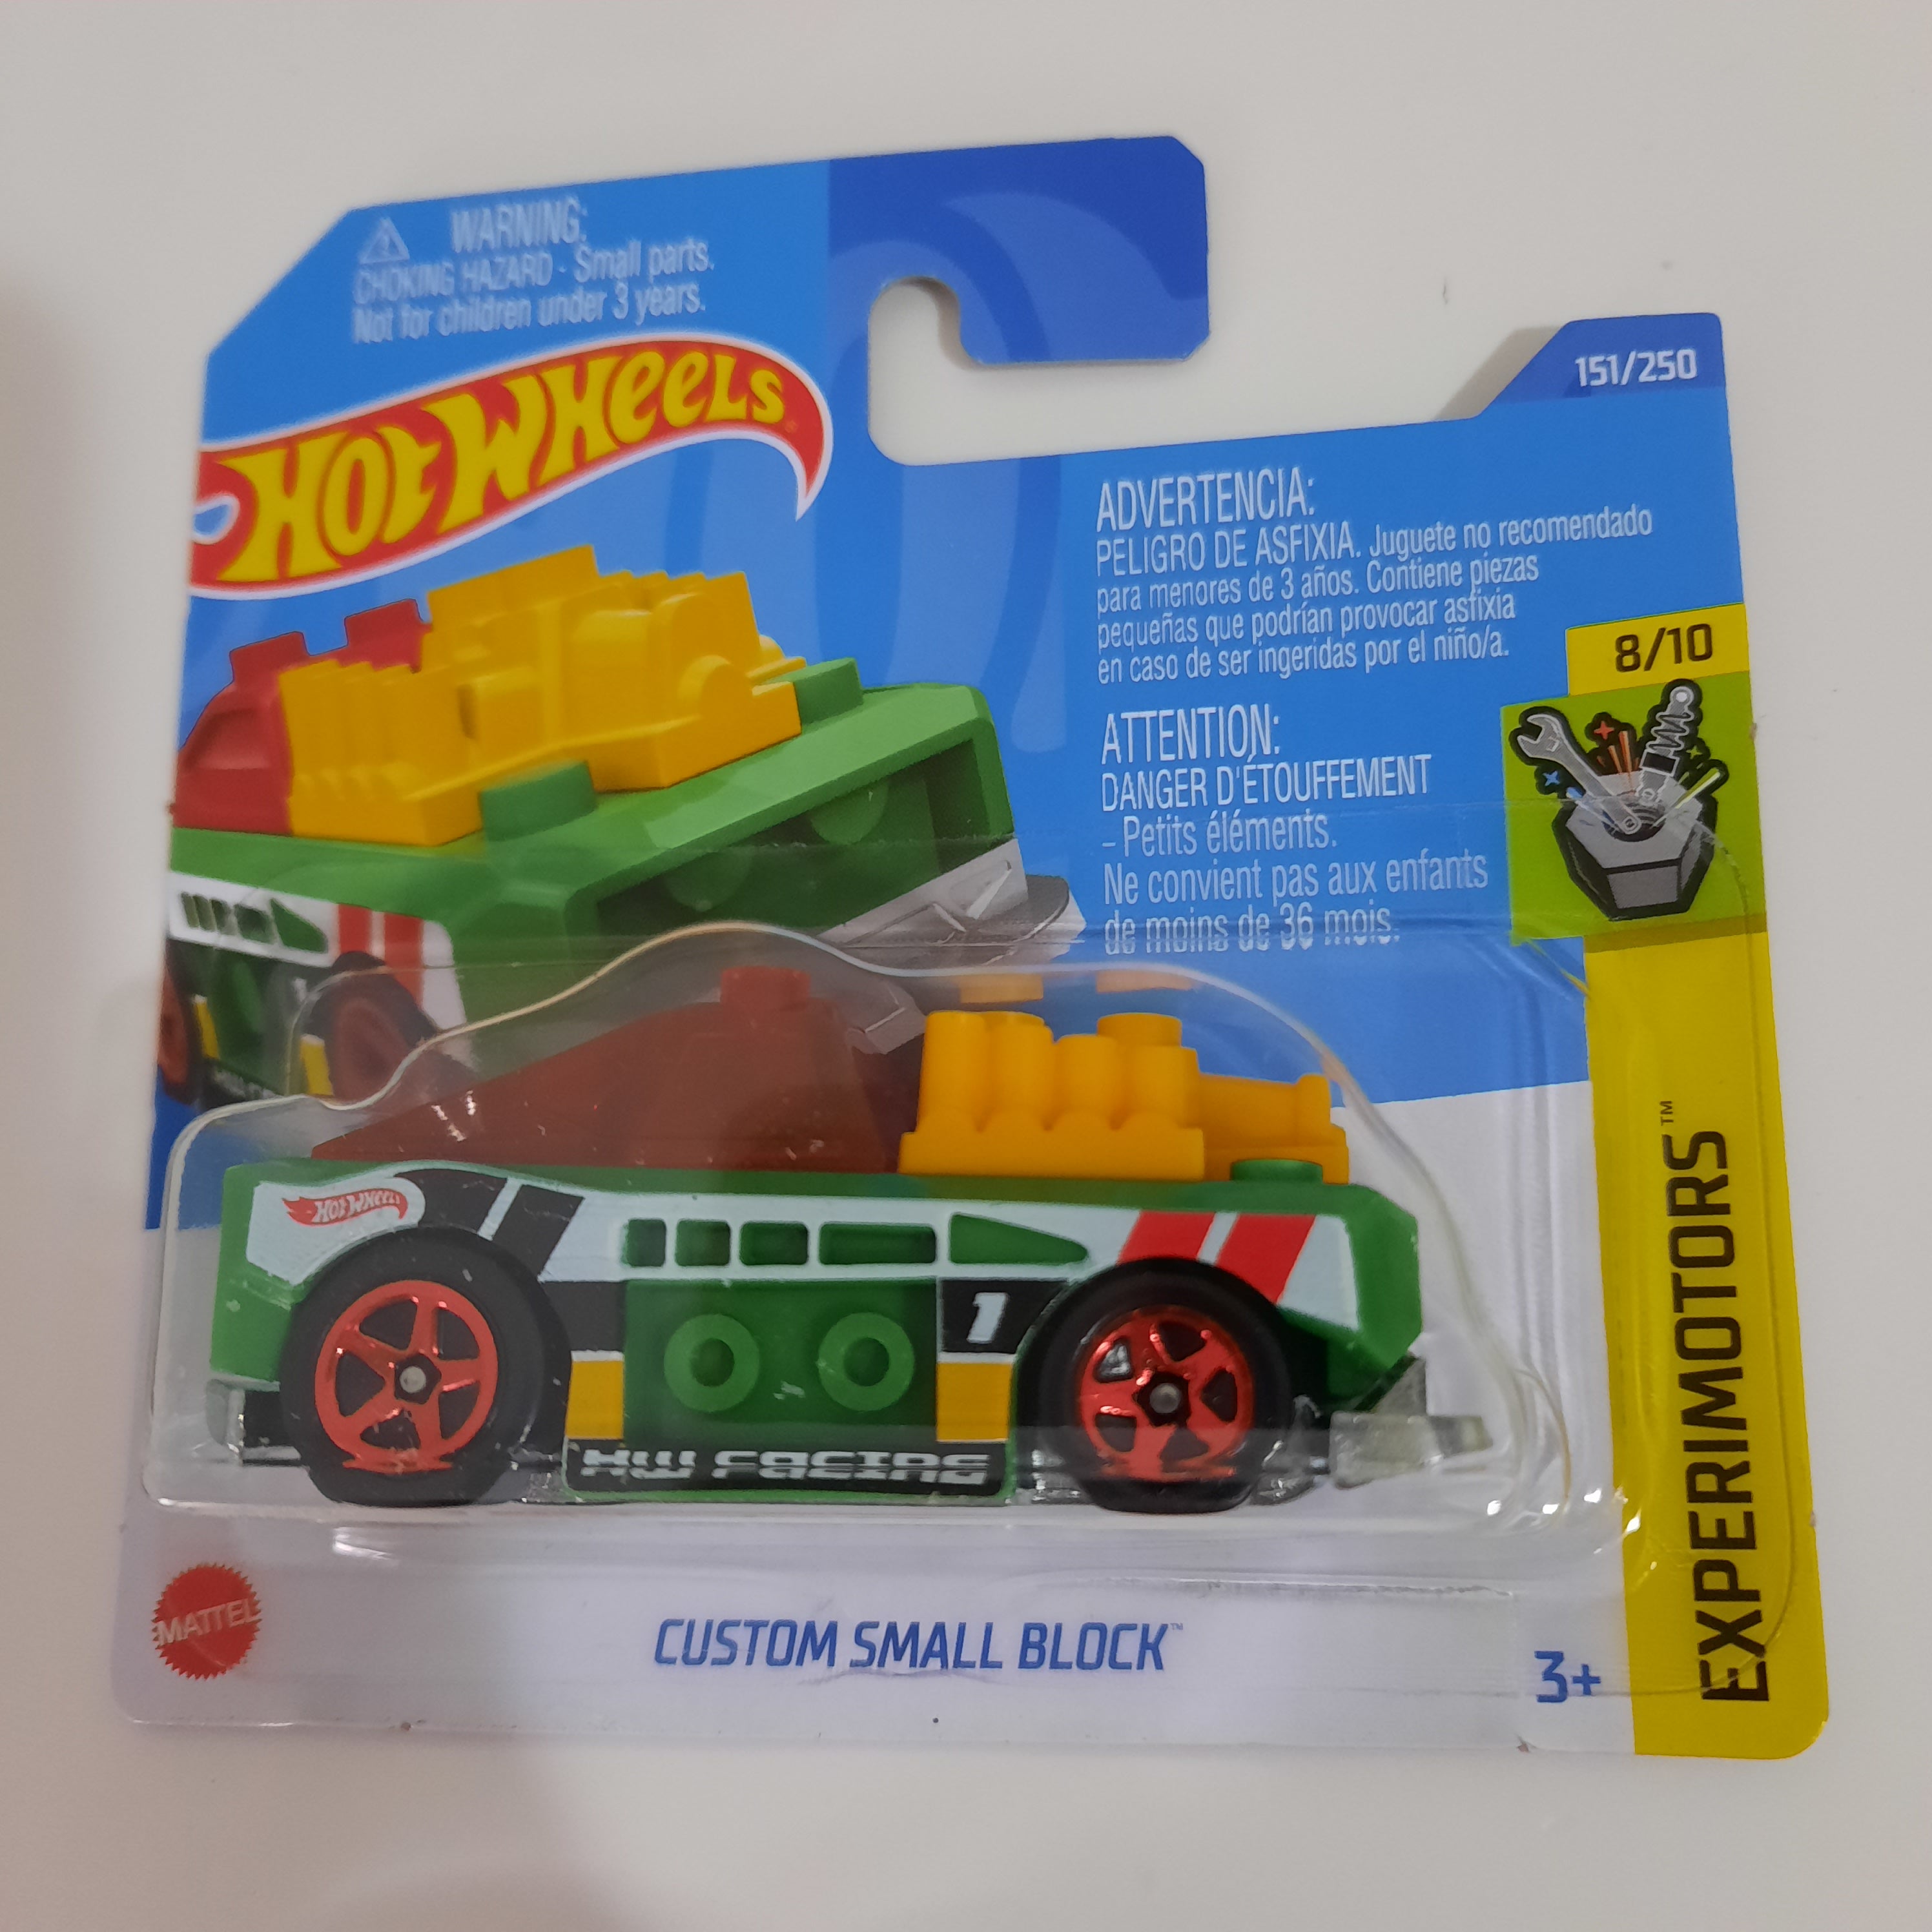 WARNING:
CHOKING HAZARD - Small parts.
Not for children under 3 years.
HOT WHEELS®
151/250
ADVERTENCIA:
PELIGRO DE ASFIXIA. Juguete no recomendado
para menores de 3 años. Contiene piezas
pequeñas que podrían provocar asfixia
en caso de ser ingeridas por el niño/a.
ATTENTION:
DANGER D'ÉTOUFFEMENT
- Petits éléments.
Ne convient pas aux enfants
de moins de 36 mois.
8/10
EXPERIMOTORS™
HOT WHEELS
1
HW racing
MATTEL
CUSTOM SMALL BLOCK™
3+